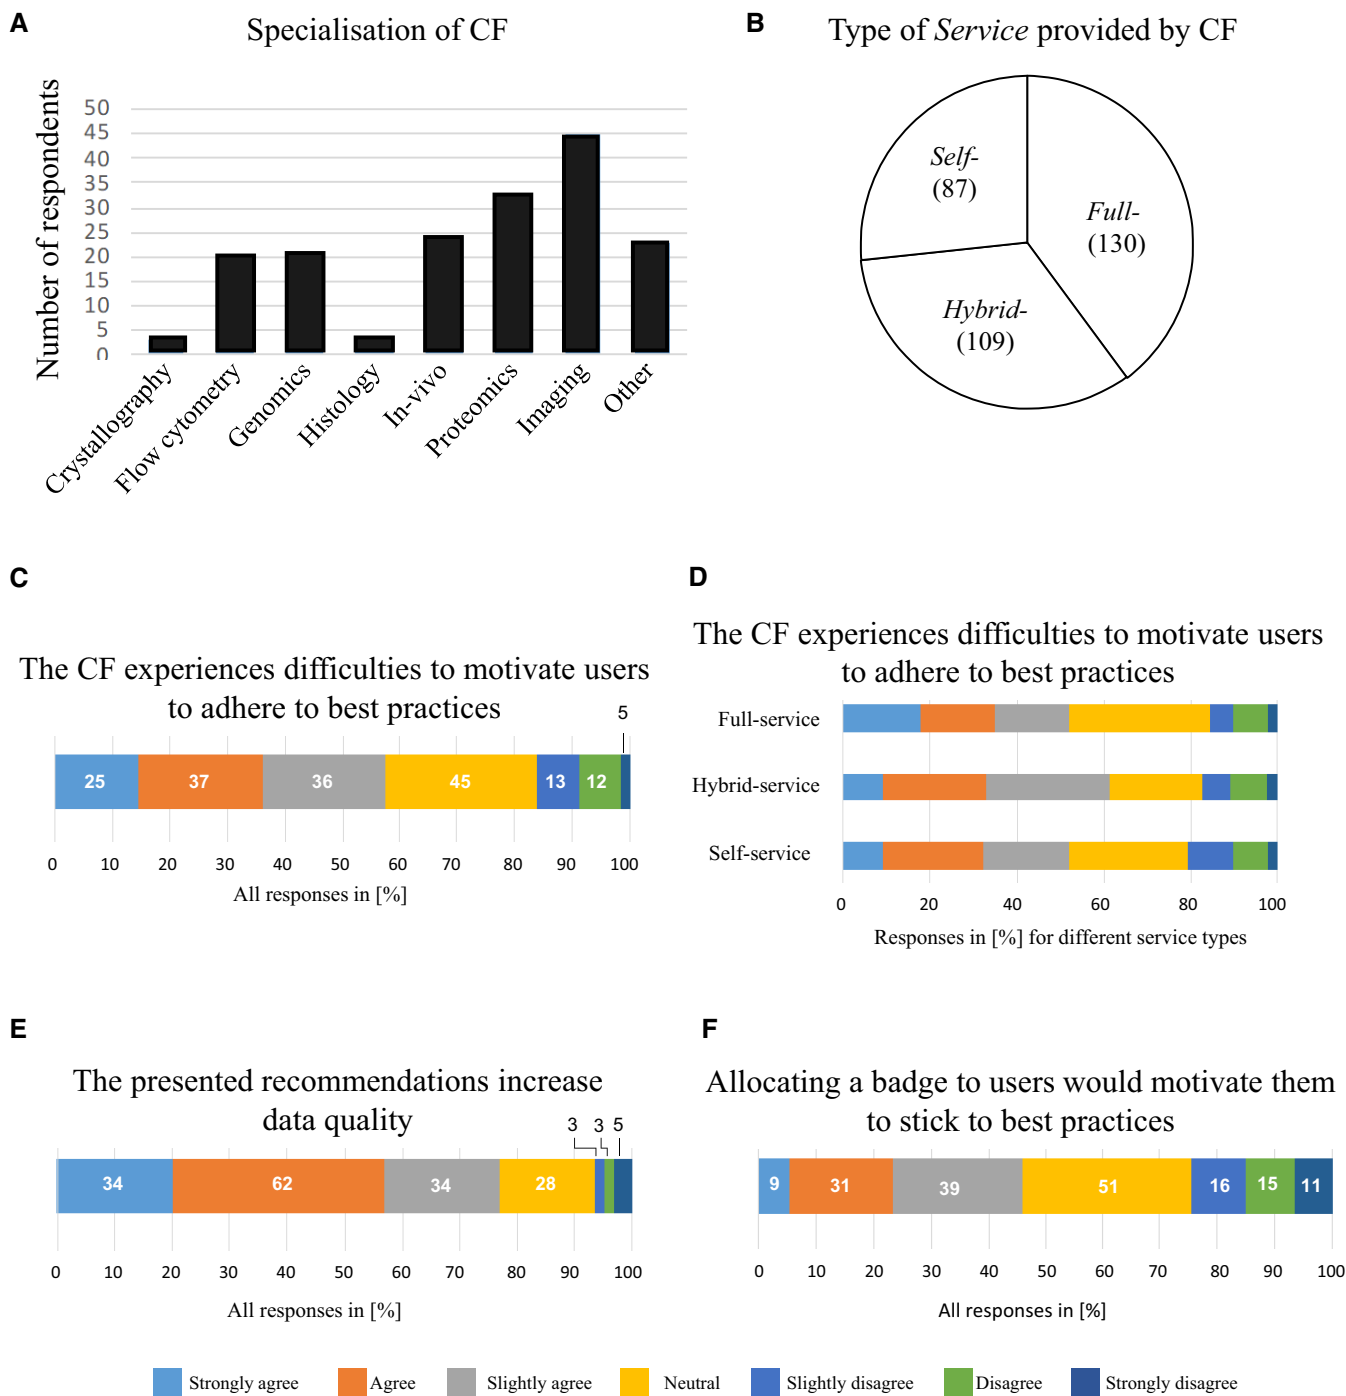 A
Specialisation of CF
Number of respondents
50
45
40
35
30
25
20
15
10
5
0
Crystallography
Flow cytometry
Genomics
Histology
In-vivo
Proteomics
Imaging
Other
B
Type of Service provided by CF
Self-
(87)
Full-
(130)
Hybrid-
(109)
C
The CF experiences difficulties to motivate users
to adhere to best practices
5
25 37 36 45 13 12
0 10 20 30 40 50 60 70 80 90 100
All responses in [%]
D
The CF experiences difficulties to motivate users
to adhere to best practices
Full-service
Hybrid-service
Self-service
0 20 40 60 80 100
Responses in [%] for different service types
E
The presented recommendations increase
data quality
3 3 5
34 62 34 28
0 10 20 30 40 50 60 70 80 90 100
All responses in [%]
F
Allocating a badge to users would motivate them
to stick to best practices
9 31 39 51 16 15 11
0 10 20 30 40 50 60 70 80 90 100
All responses in [%]
Strongly agree Agree Slightly agree Neutral Slightly disagree Disagree Strongly disagree